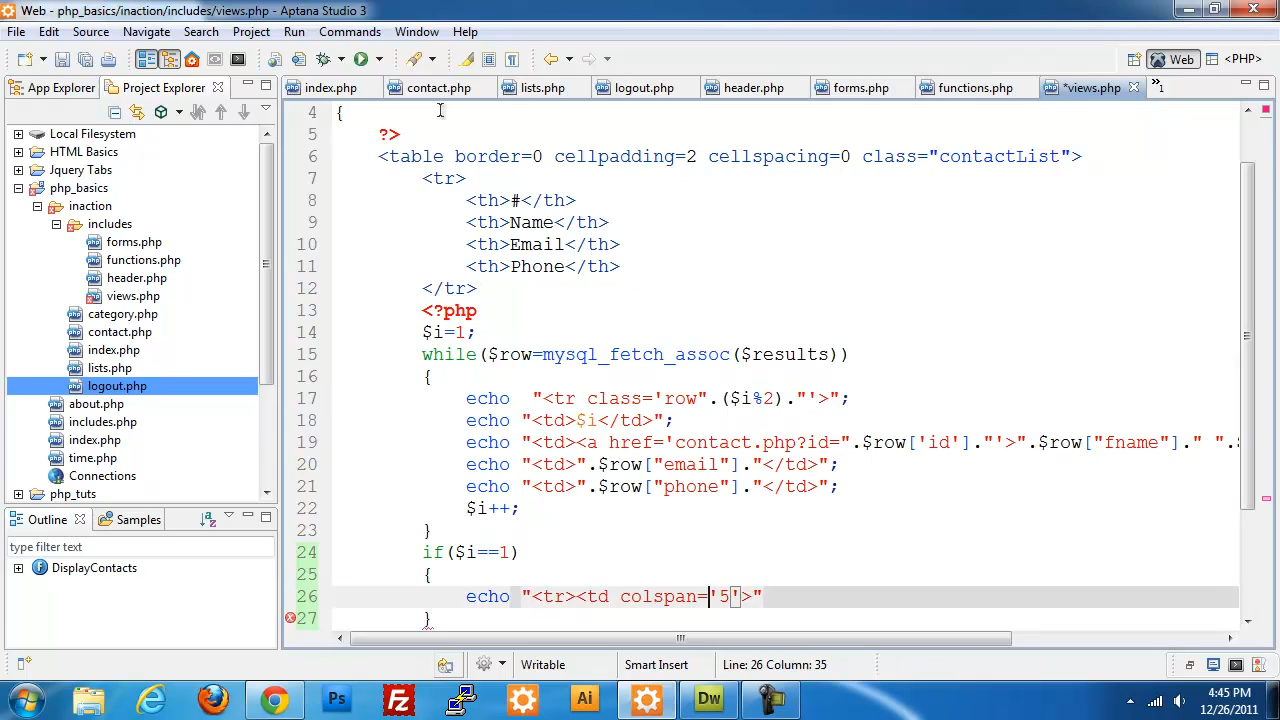 Web - php_basics/inaction/includes/views.php - Aptana Studio 3
File Edit Source Navigate Search Project Run Commands Window Help
Web <PHP>
App Explorer Project Explorer
index.php contact.php lists.php logout.php header.php forms.php functions.php *views.php »1
Local Filesystem
HTML Basics
Jquery Tabs
php_basics
inaction
includes
forms.php
functions.php
header.php
views.php
category.php
contact.php
index.php
lists.php
logout.php
about.php
includes.php
index.php
time.php
Connections
php_tuts
Outline Samples
type filter text
DisplayContacts
4 {
5 ?>
6 <table border=0 cellpadding=2 cellspacing=0 class="contactList">
7 <tr>
8 <th>#</th>
9 <th>Name</th>
10 <th>Email</th>
11 <th>Phone</th>
12 </tr>
13 <?php
14 $i=1;
15 while($row=mysql_fetch_assoc($results))
16 {
17 echo "<tr class='row".($i%2)."'>";
18 echo "<td>$i</td>";
19 echo "<td><a href='contact.php?id=".$row['id']."'>".$row["fname"]." ".$
20 echo "<td>".$row["email"]."</td>";
21 echo "<td>".$row["phone"]."</td>";
22 $i++;
23 }
24 if($i==1)
25 {
26 echo "<tr><td colspan='5'>"
27 }
Writable Smart Insert Line: 26 Column: 35
Ps Fz Ai Dw
4:45 PM
12/26/2011